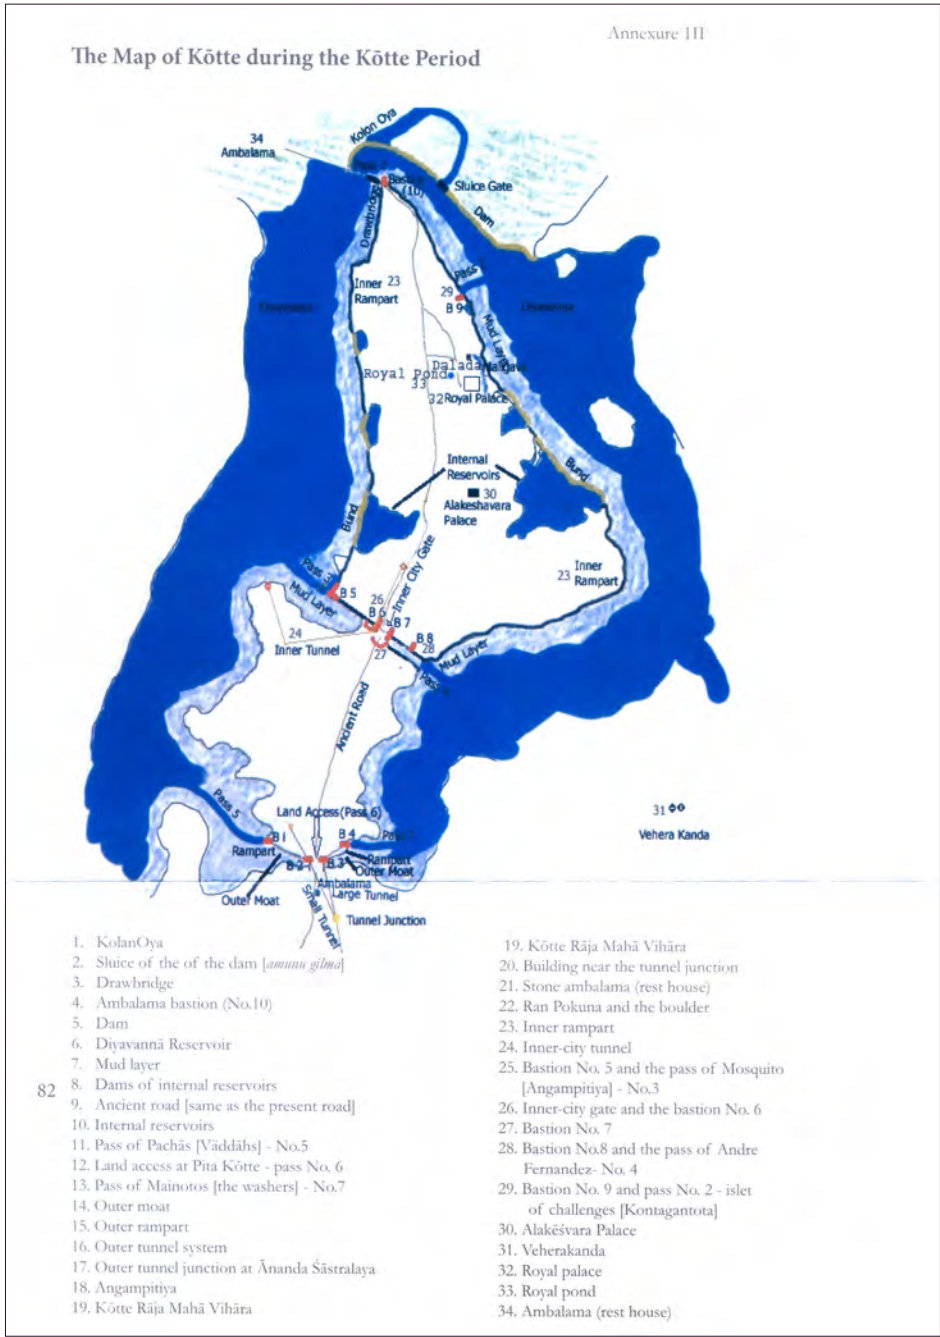 Annexure III
The Map of Kōtte during the Kōtte Period
Kolon Oya
34
Ambalama
(10)
Sluice Gate
Dam
Drawbridge
Inner 23
Rampart
29
B 9
Mud Layer
Dalada
Royal Pond
33
32 Royal Palace
Internal
Reservoirs
30
Alakeshavara
Palace
Bund
Bund
Inner City Gate
Inner
23 Rampart
Pass 3
B 5
Mud Layer
26
B 6
B 7
B 8
28
27
24
Inner Tunnel
Mud Layer
Ancient Road
Pass 5
Land Access(Pass 6)
31
Vehera Kanda
B 1
B 4
Rampart
B 2
B 3
Rampart
Outer Moat
Ambalama
Large Tunnel
Outer Moat
Small Tunnel
Tunnel Junction
1. KolanOya
2. Sluice of the of the dam [amunu gilma]
3. Drawbridge
4. Ambalama bastion (No.10)
5. Dam
6. Diyavannā Reservoir
7. Mud layer
8. Dams of internal reservoirs
9. Ancient road [same as the present road]
10. Internal reservoirs
11. Pass of Pachās [Väddāhs] - No.5
12. Land access at Pita Kōtte - pass No. 6
13. Pass of Mainotos [the washers] - No.7
14. Outer moat
15. Outer rampart
16. Outer tunnel system
17. Outer tunnel junction at Ānanda Śāstralaya
18. Angampitiya
19. Kōtte Rāja Mahā Vihāra
82
19. Kōtte Rāja Mahā Vihāra
20. Building near the tunnel junction
21. Stone ambalama (rest house)
22. Ran Pokuna and the boulder
23. Inner rampart
24. Inner-city tunnel
25. Bastion No. 5 and the pass of Mosquito
[Angampitiya] - No.3
26. Inner-city gate and the bastion No. 6
27. Bastion No. 7
28. Bastion No.8 and the pass of Andre
Fernandez- No. 4
29. Bastion No. 9 and pass No. 2 - islet
of challenges [Kontagantota]
30. Alakēśvara Palace
31. Veherakanda
32. Royal palace
33. Royal pond
34. Ambalama (rest house)